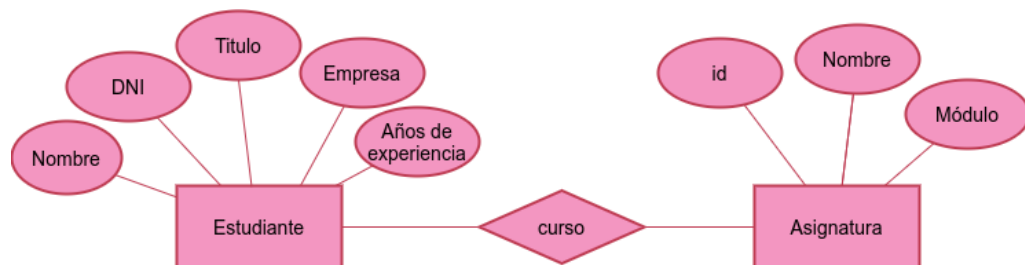 Titulo
Nombre
Empresa
id
DNI
Módulo
Años de
experiencia
Nombre
Estudiante
curso
Asignatura